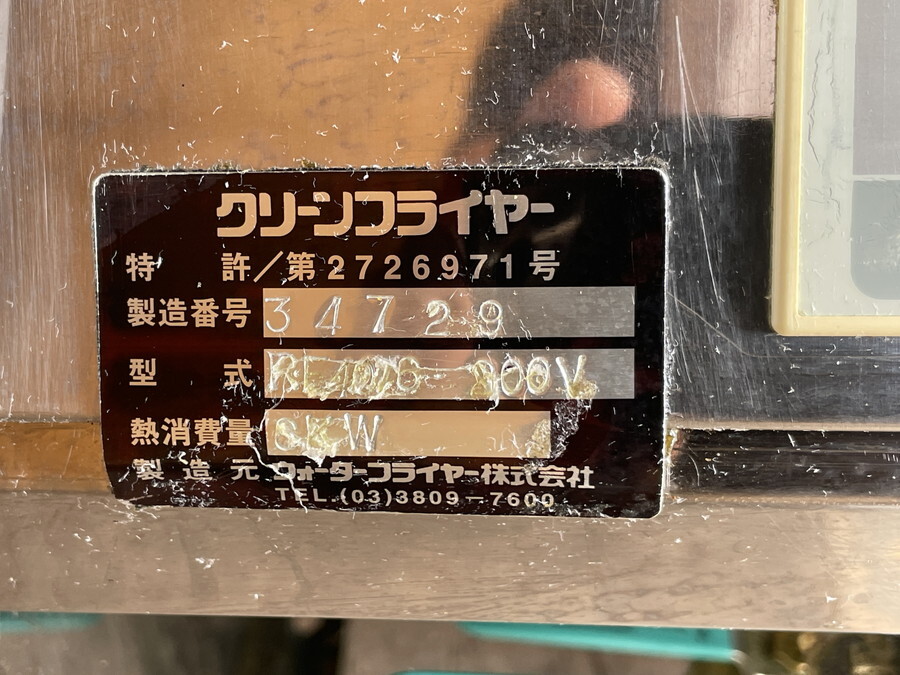 クリーンフライヤー
特 許／第2726971号
製造番号 34729
型 式
熱消費量 6KW
製造元 クォーターフライヤー株式会社
TEL.(03)3809-7600